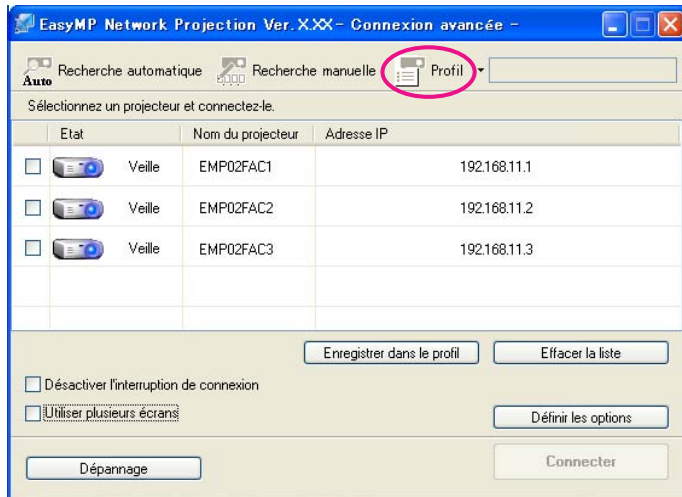 EasyMP Network Projection Ver.X.XX - Connexion avancée -
Auto Recherche automatique Recherche manuelle Profil
Sélectionnez un projecteur et connectez-le.
Etat Nom du projecteur Adresse IP
Veille EMP02FAC1 192.168.11.1
Veille EMP02FAC2 192.168.11.2
Veille EMP02FAC3 192.168.11.3
Enregistrer dans le profil Effacer la liste
Désactiver l'interruption de connexion
Utiliser plusieurs écrans Définir les options
Dépannage Connecter